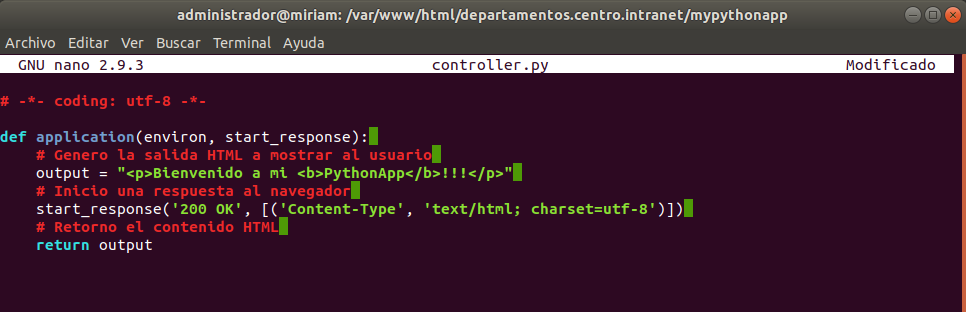 administrador@miriam: /var/www/html/departamentos.centro.intranet/mypythonapp
Archivo Editar Ver Buscar Terminal Ayuda
GNU nano 2.9.3 controller.py Modificado
# -*- coding: utf-8 -*-
def application(environ, start_response):
    # Genero la salida HTML a mostrar al usuario
    output = "<p>Bienvenido a mi <b>PythonApp</b>!!!</p>"
    # Inicio una respuesta al navegador
    start_response('200 OK', [('Content-Type', 'text/html; charset=utf-8')])
    # Retorno el contenido HTML
    return output